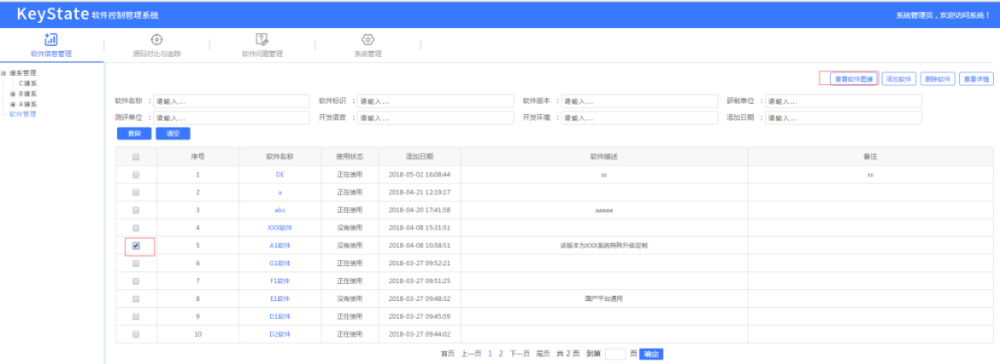 KeyState 软件控制管理系统 系统管理员，欢迎访问系统！
软件信息管理 源码对比与追踪 软件问题管理 系统管理
谱系管理
C谱系
B谱系
A谱系
软件管理
查看软件图谱 添加软件 删除软件 查看详情
软件名称 ： 请输入... 软件标识 ： 请输入... 软件版本 ： 请输入... 研制单位 ： 请输入...
测评单位 ： 请输入... 开发语言 ： 请输入... 开发环境 ： 请输入... 添加日期 ： 请输入...
查询 清空
序号 软件名称 使用状态 添加日期 软件描述 备注
1 DE 正在使用 2018-05-02 16:08:44 ss ss
2 a 正在使用 2018-04-21 12:19:17
3 abc 正在使用 2018-04-20 17:41:58 aaaaa
4 XXX软件 没有使用 2018-04-08 15:31:51
5 A1软件 没有使用 2018-04-08 10:58:51 该版本为XXX系统特殊升级定制
6 G1软件 正在使用 2018-03-27 09:52:21
7 F1软件 正在使用 2018-03-27 09:51:25
8 E1软件 没有使用 2018-03-27 09:48:32 国产平台通用
9 D1软件 正在使用 2018-03-27 09:45:59
10 D2软件 正在使用 2018-03-27 09:44:02
首页 上一页 1 2 下一页 尾页 共 2 页 到第 页 确定